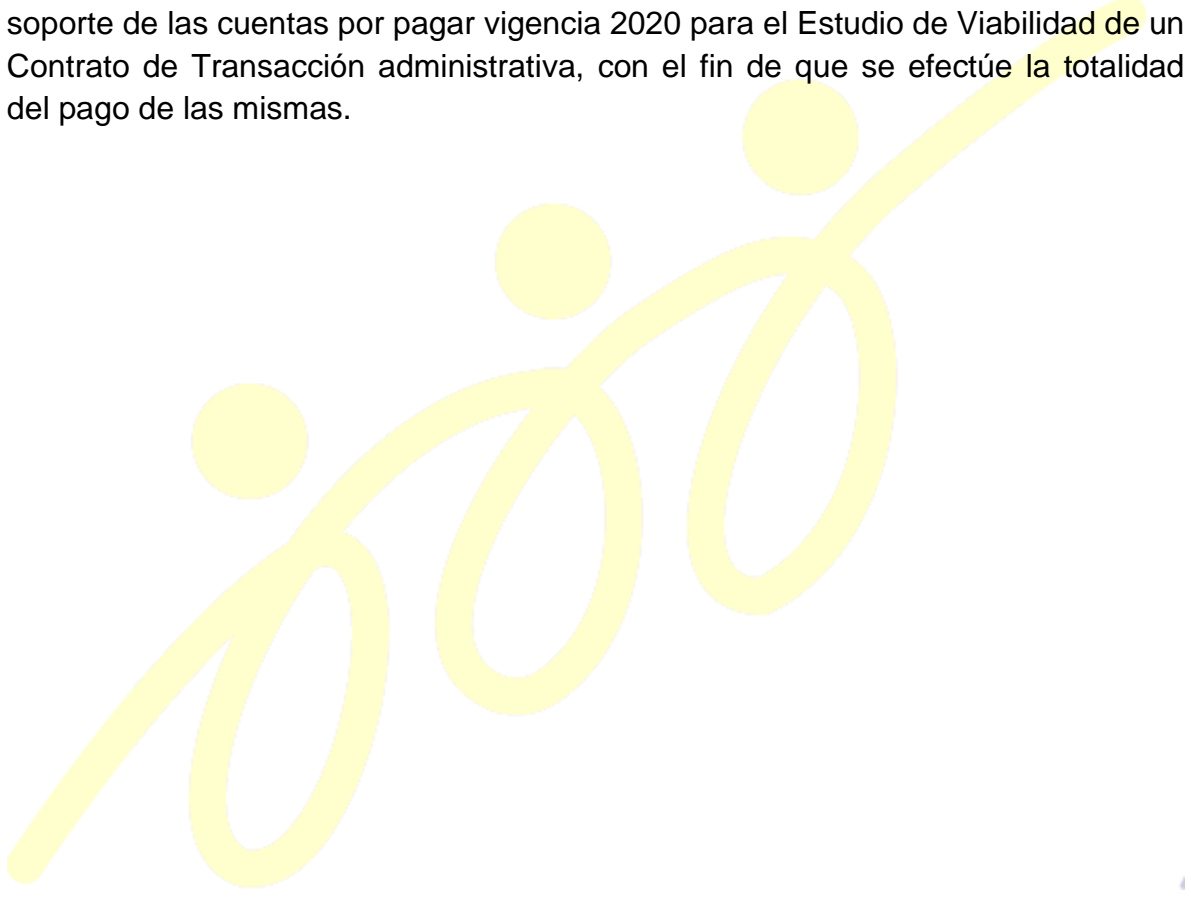 soporte de las cuentas por pagar vigencia 2020 para el Estudio de Viabilidad de un
Contrato de Transacción administrativa, con el fin de que se efectúe la totalidad
del pago de las mismas.